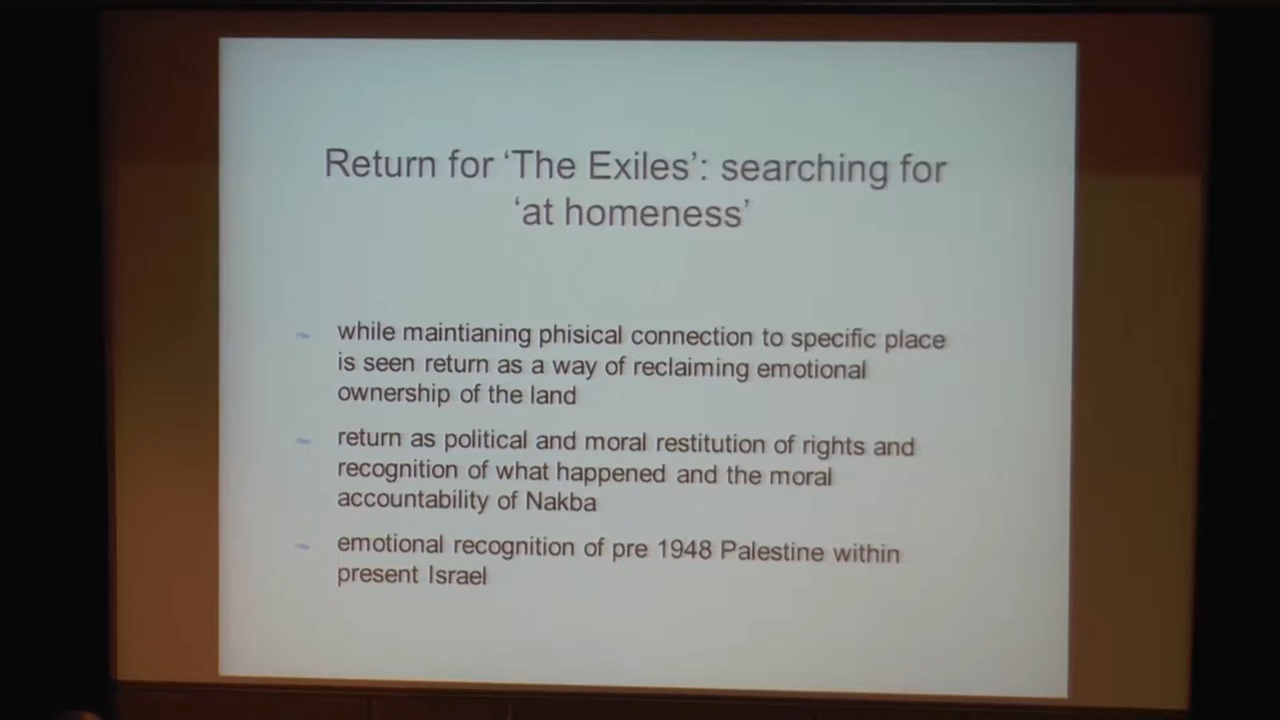 Return for ‘The Exiles’: searching for
‘at homeness’
~ while maintianing phisical connection to specific place
is seen return as a way of reclaiming emotional
ownership of the land
~ return as political and moral restitution of rights and
recognition of what happened and the moral
accountability of Nakba
~ emotional recognition of pre 1948 Palestine within
present Israel